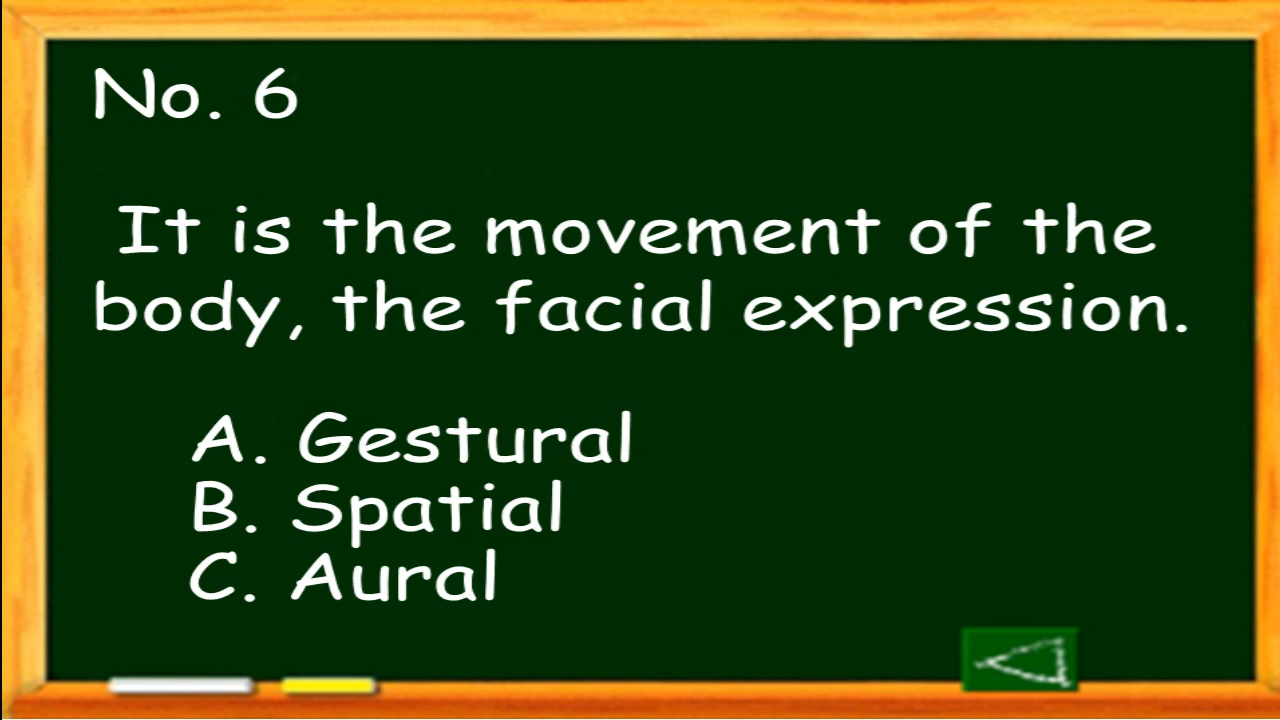 No. 6
It is the movement of the
body, the facial expression.
A. Gestural
B. Spatial
C. Aural